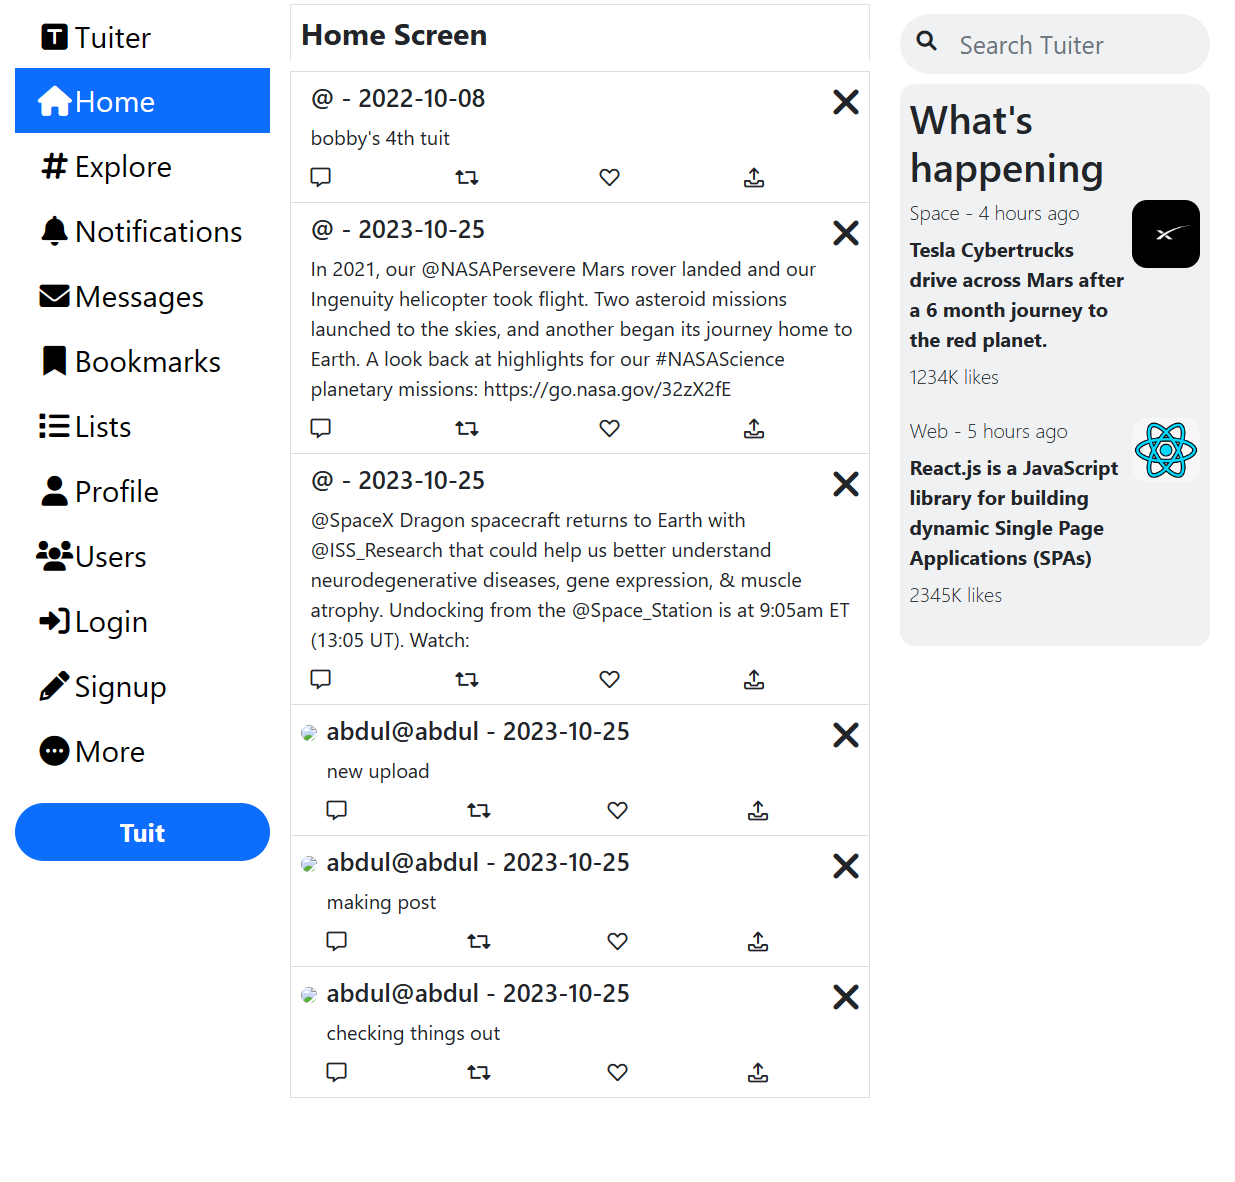 Tuiter
Home
Explore
Notifications
Messages
Bookmarks
Lists
Profile
Users
Login
Signup
More
Tuit
Home Screen
@ - 2022-10-08
bobby's 4th tuit
@ - 2023-10-25
In 2021, our @NASAPersevere Mars rover landed and our
Ingenuity helicopter took flight. Two asteroid missions
launched to the skies, and another began its journey home to
Earth. A look back at highlights for our #NASAScience
planetary missions: https://go.nasa.gov/32zX2fE
@ - 2023-10-25
@SpaceX Dragon spacecraft returns to Earth with
@ISS_Research that could help us better understand
neurodegenerative diseases, gene expression, & muscle
atrophy. Undocking from the @Space_Station is at 9:05am ET
(13:05 UT). Watch:
abdul@abdul - 2023-10-25
new upload
abdul@abdul - 2023-10-25
making post
abdul@abdul - 2023-10-25
checking things out
Search Tuiter
What's
happening
Space - 4 hours ago
Tesla Cybertrucks
drive across Mars after
a 6 month journey to
the red planet.
1234K likes
Web - 5 hours ago
React.js is a JavaScript
library for building
dynamic Single Page
Applications (SPAs)
2345K likes